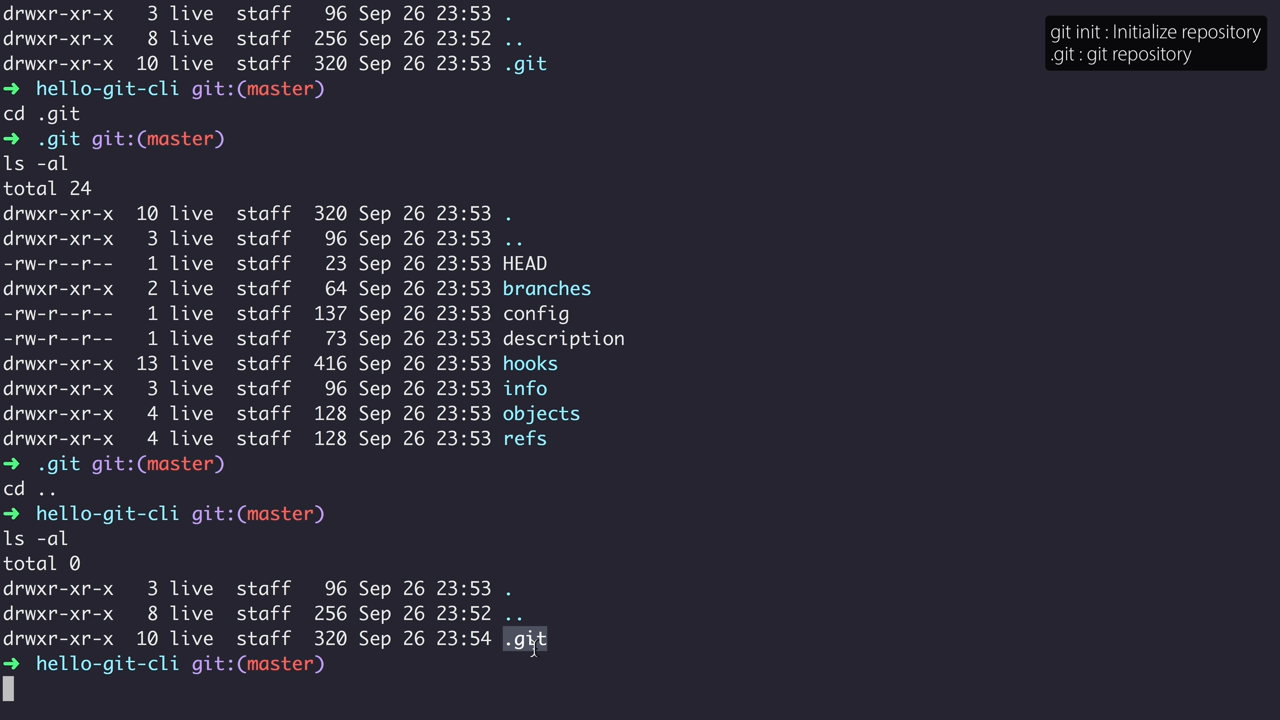 drwxr-xr-x 3 live staff 96 Sep 26 23:53 .
drwxr-xr-x 8 live staff 256 Sep 26 23:52 ..
drwxr-xr-x 10 live staff 320 Sep 26 23:53 .git
git init : Initialize repository
.git : git repository
➜ hello-git-cli git:(master)
cd .git
➜ .git git:(master)
ls -al
total 24
drwxr-xr-x 10 live staff 320 Sep 26 23:53 .
drwxr-xr-x 3 live staff 96 Sep 26 23:53 ..
-rw-r--r-- 1 live staff 23 Sep 26 23:53 HEAD
drwxr-xr-x 2 live staff 64 Sep 26 23:53 branches
-rw-r--r-- 1 live staff 137 Sep 26 23:53 config
-rw-r--r-- 1 live staff 73 Sep 26 23:53 description
drwxr-xr-x 13 live staff 416 Sep 26 23:53 hooks
drwxr-xr-x 3 live staff 96 Sep 26 23:53 info
drwxr-xr-x 4 live staff 128 Sep 26 23:53 objects
drwxr-xr-x 4 live staff 128 Sep 26 23:53 refs
➜ .git git:(master)
cd ..
➜ hello-git-cli git:(master)
ls -al
total 0
drwxr-xr-x 3 live staff 96 Sep 26 23:53 .
drwxr-xr-x 8 live staff 256 Sep 26 23:52 ..
drwxr-xr-x 10 live staff 320 Sep 26 23:54 .git
➜ hello-git-cli git:(master)